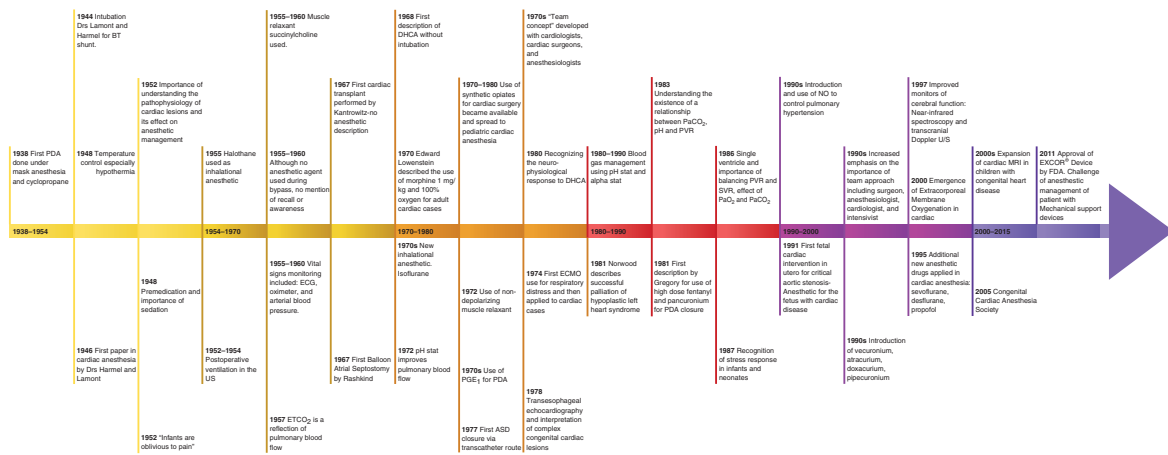 1944 Intubation
Drs Lamont and
Harmel for BT
shunt.
1955–1960 Muscle
relaxant
succinylcholine
used.
1968 First
description of
DHCA without
intubation
1970s "Team
concept" developed
with cardiologists,
cardiac surgeons,
and
anesthesiologists
1952 Importance of
understanding the
pathophysiology of
cardiac lesions and
its effect on
anesthetic
management
1967 First cardiac
transplant
performed by
Kantrowitz-no
anesthetic
description
1970–1980 Use of
synthetic opiates
for cardiac surgery
became available
and spread to
pediatric cardiac
anesthesia
1983
Understanding the
existence of a
relationship
between PaCO₂,
pH and PVR
1990s Introduction
and use of NO to
control pulmonary
hypertension
1997 Improved
monitors of
cerebral function:
Near-infrared
spectroscopy and
transcranial
Doppler U/S
1938 First PDA
done under
mask anesthesia
and cyclopropane
1948 Temperature
control especially
hypothermia
1955 Halothone
used as
inhalational
anesthetic
1955–1960
Although no
anesthetic agent
used during
bypass, no mention
of recall or
awareness
1970 Edward
Lowenstein described
the use of
morphine 1 mg/
kg and 100%
oxygen for adult
cardiac cases
1980 Recognizing
the neuro-
physiological
response to DHCA
1980–1990 Blood
gas management
using pH stat and
alpha stat
1986 Single
ventricle and
importance of
balancing PVR and
SVR, effect of
PaO₂ and PaCO₂
1990s Increased
emphasis on the
importance of
team approach
including surgeon,
anesthesiologist,
cardiologist, and
intensivist
2000 Emergence of
Extracorporeal
Membrane
Oxygenation in
cardiac
2000s Expansion
of cardiac MRI in
children with
congenital heart
disease
2011 Approval of
EXCOR® Device
by FDA. Challenge
of anesthestic
management of
patient with
Mechanical support
devices
1938–1954
1954–1970
1970–1980
1980–1990
1990–2000
2000–2015
1948
Premedication and
importance of
sedation
1955–1960 Vital
signs monitoring
included: ECG,
oximeter, and
arterial blood
pressure.
1970s New
inhalational
anesthetic.
Isoflurane
1972 Use of non-
depolarizing
muscle relaxant
1974 First ECMO
use for respiratory
distress and then
applied to cardiac
cases
1981 Norwood
describes
successful
palliation of
hypoplastic left
heart syndrome
1981 First
description by
Gregory for use of
high dose fentanyl
and pancuronium
for PDA closure
1991 First fetal
cardiac
intervention in
utero for critical
aortic stenosis-
Anesthetic for the
fetus with cardiac
disease
1995 Additional
new anesthetic
drugs applied in
cardiac anesthesia:
sevoflurane,
desflurane,
propofol
2005 Congenital
Cardiac Anesthesia
Society
1946 First paper in
cardiac anesthesia
by Drs Harmel and
Lamont
1952–1954
Postoperative
ventilation in the
US
1967 First Balloon
Atrial Septostomy
by Rashkind
1972 pH stat
improves
pulmonary blood
flow
1970s Use of
PGE₁ for PDA
1987 Recognition
of stress response
in infants and
neonates
1990s Introduction
of vecuronium,
atracurium,
doxacurium,
pipecuronium
1952 "Infants are
oblivious to pain"
1957 ETCO₂ is a
reflection of
pulmonary blood
flow
1977 First ASD
closure via
transcatheter route
1978
Transesophageal
echocardiography
and interpretation
of complex
congenital cardiac
lesions